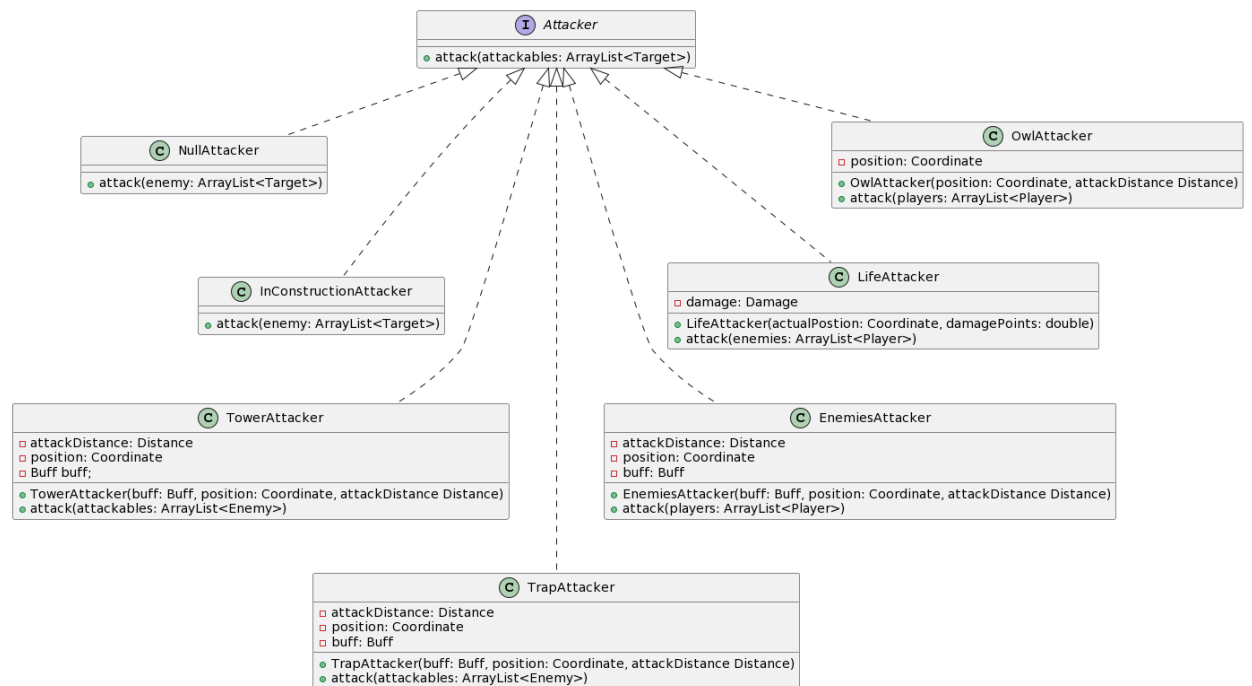 I Attacker
attack(attackables: ArrayList<Target>)
C NullAttacker
attack(enemy: ArrayList<Target>)
C OwlAttacker
position: Coordinate
OwlAttacker(position: Coordinate, attackDistance Distance)
attack(players: ArrayList<Player>)
C InConstructionAttacker
attack(enemy: ArrayList<Target>)
C LifeAttacker
damage: Damage
LifeAttacker(actualPostion: Coordinate, damagePoints: double)
attack(enemies: ArrayList<Player>)
C TowerAttacker
attackDistance: Distance
position: Coordinate
Buff buff;
TowerAttacker(buff: Buff, position: Coordinate, attackDistance Distance)
attack(attackables: ArrayList<Enemy>)
C EnemiesAttacker
attackDistance: Distance
position: Coordinate
buff: Buff
EnemiesAttacker(buff: Buff, position: Coordinate, attackDistance Distance)
attack(players: ArrayList<Player>)
C TrapAttacker
attackDistance: Distance
position: Coordinate
buff: Buff
TrapAttacker(buff: Buff, position: Coordinate, attackDistance Distance)
attack(attackables: ArrayList<Enemy>)